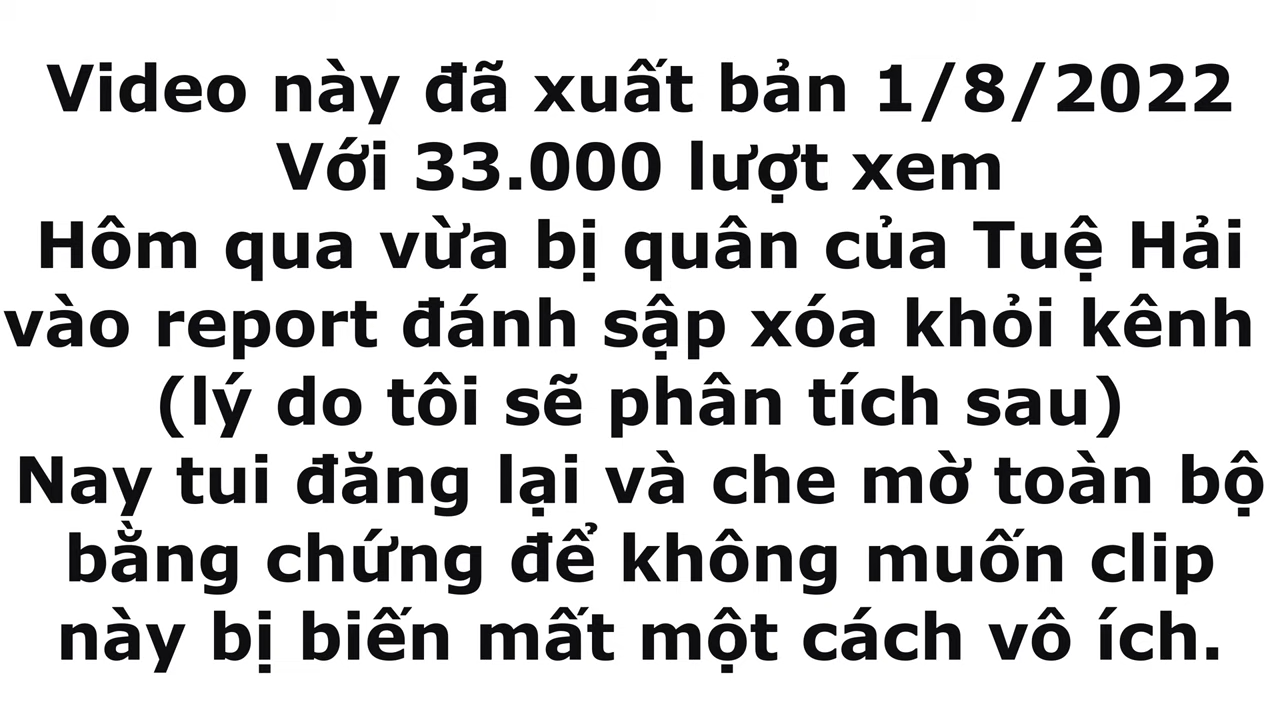 Video này đã xuất bản 1/8/2022
Với 33.000 lượt xem
Hôm qua vừa bị quân của Tuệ Hải
vào report đánh sập xóa khỏi kênh
(lý do tôi sẽ phân tích sau)
Nay tui đăng lại và che mờ toàn bộ
bằng chứng để không muốn clip
này bị biến mất một cách vô ích.